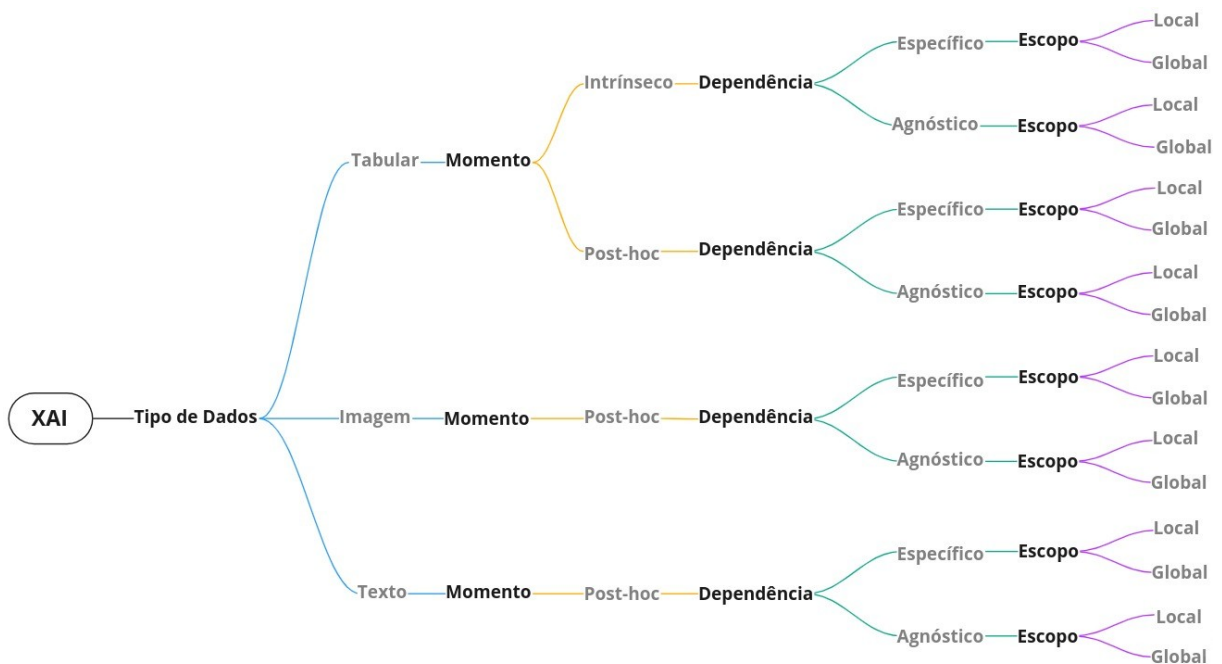 XAI
Tipo de Dados
Tabular
Momento
Intrínseco
Dependência
Específico
Escopo
Local
Global
Agnóstico
Escopo
Local
Global
Post-hoc
Dependência
Específico
Escopo
Local
Global
Agnóstico
Escopo
Local
Global
Imagem
Momento
Post-hoc
Dependência
Específico
Escopo
Local
Global
Agnóstico
Escopo
Local
Global
Texto
Momento
Post-hoc
Dependência
Específico
Escopo
Local
Global
Agnóstico
Escopo
Local
Global